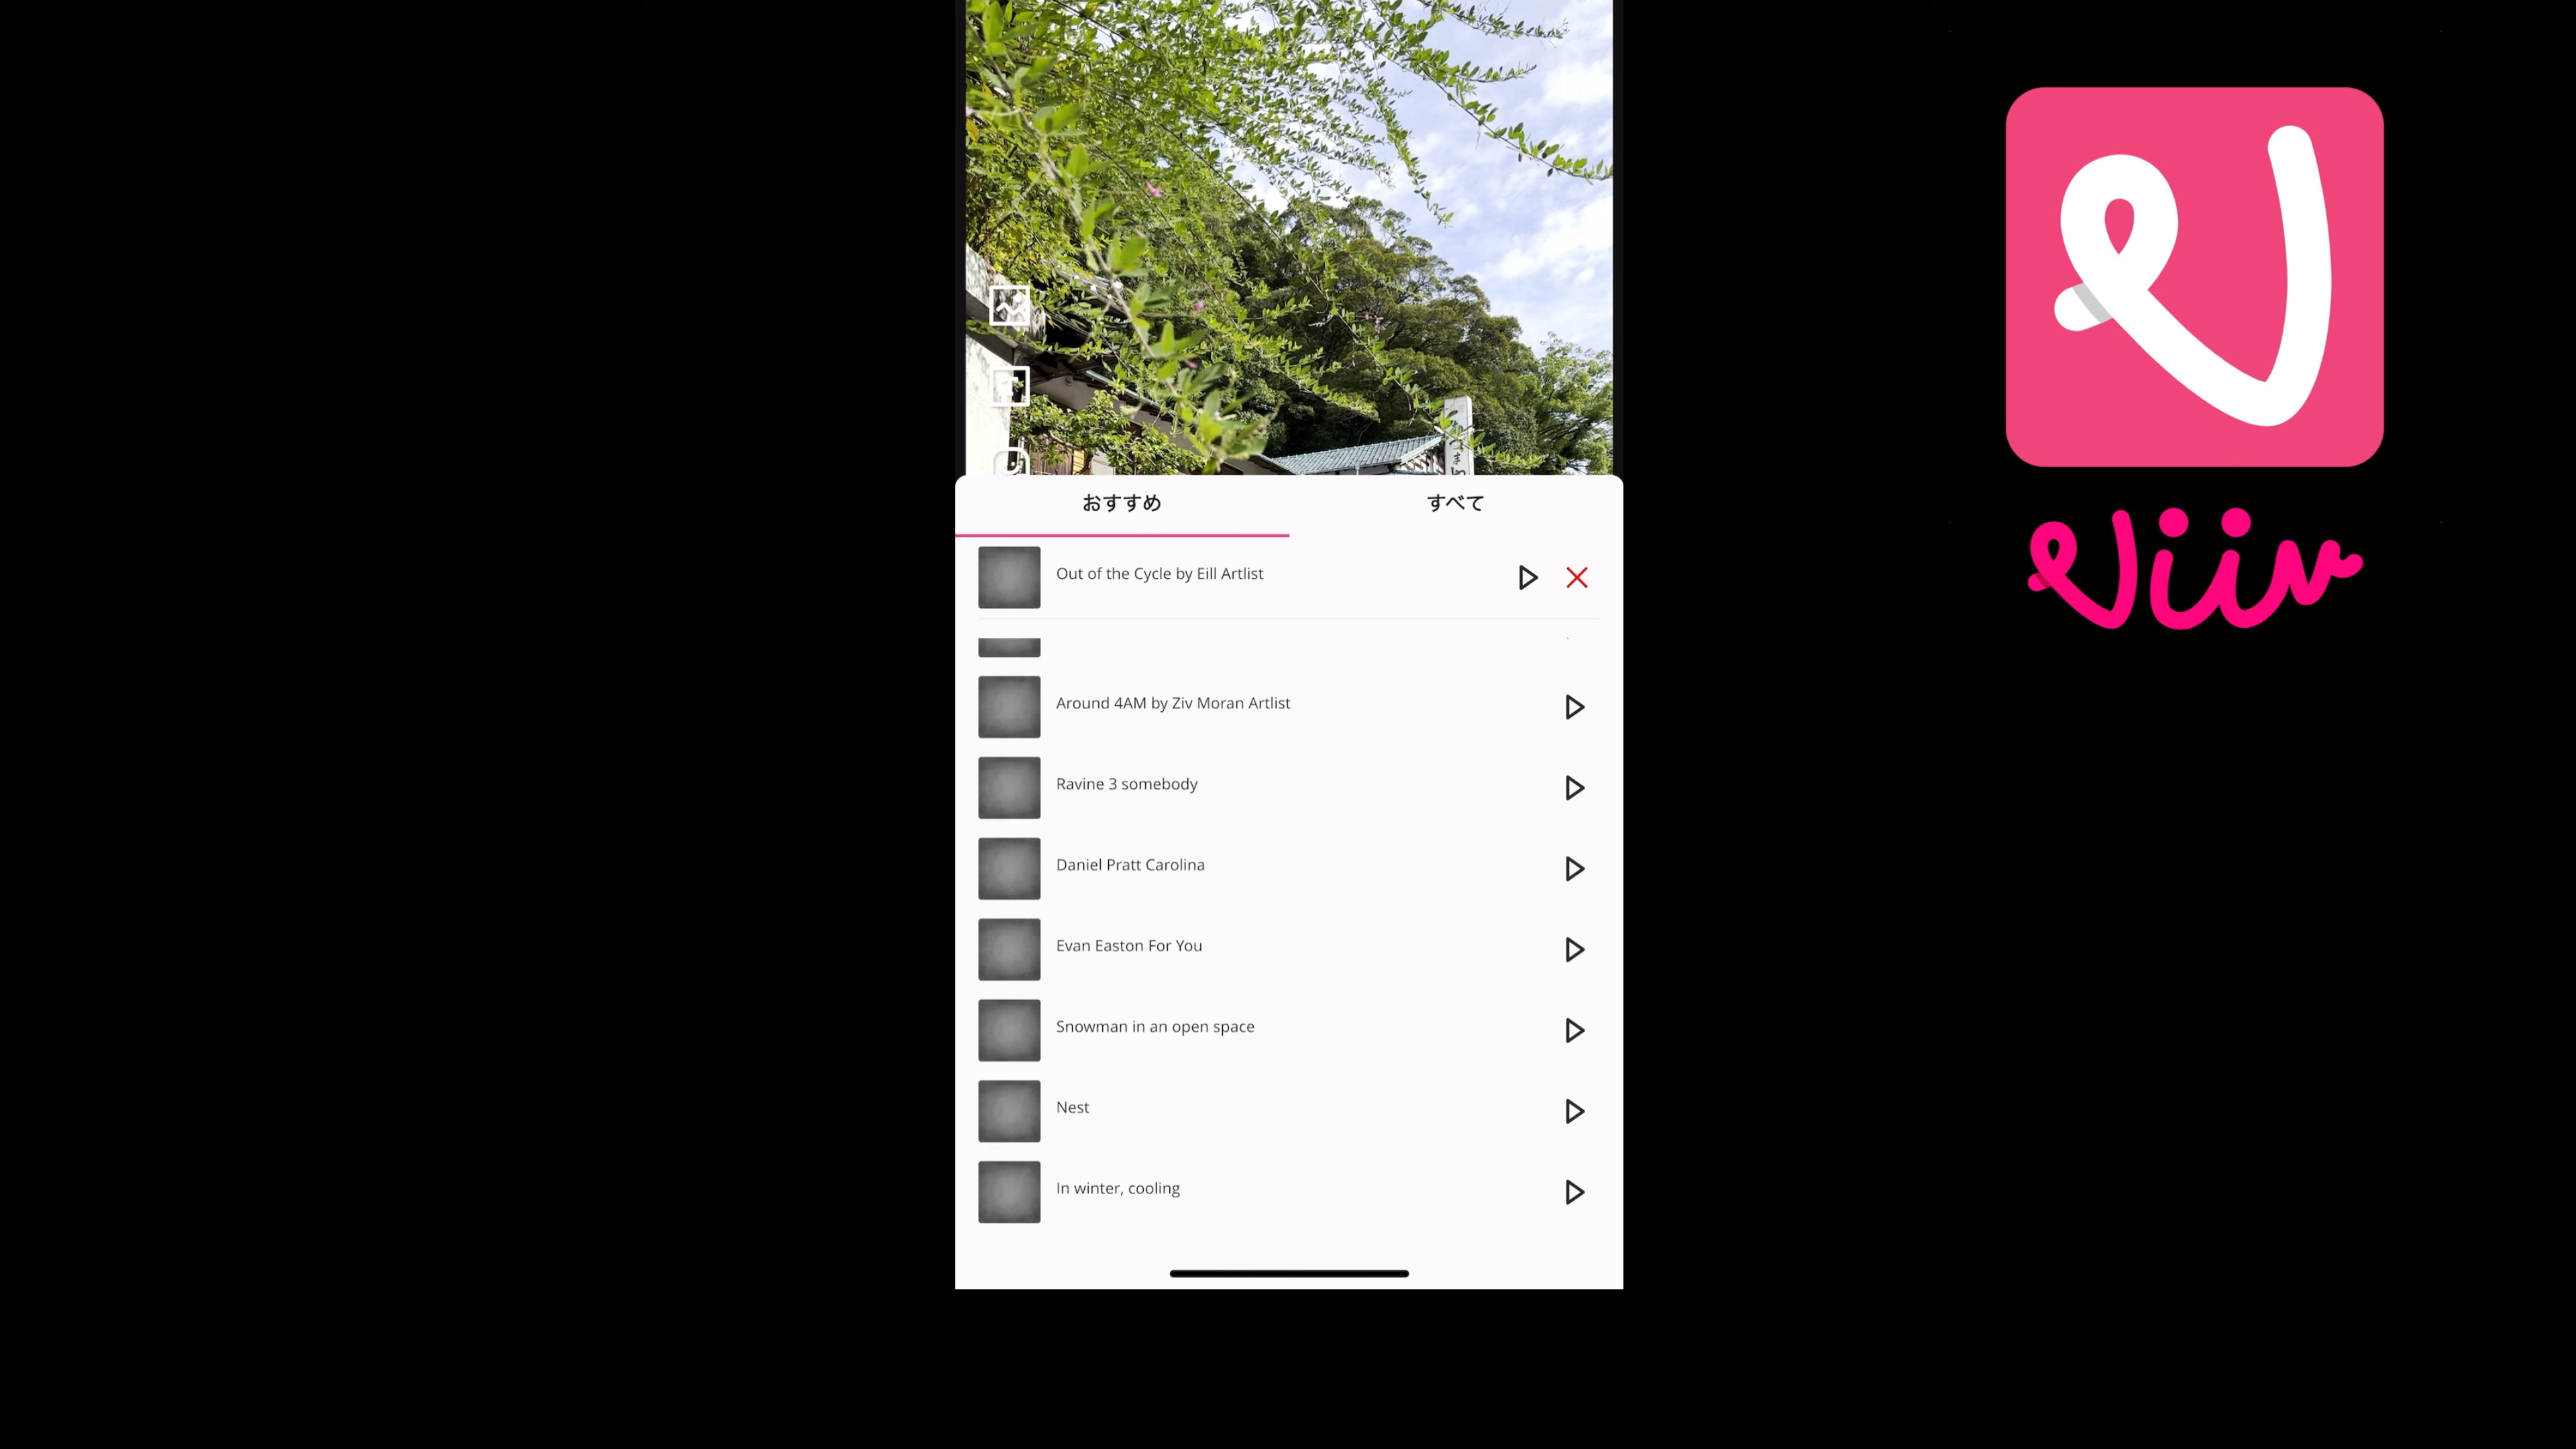 おすすめ
すべて
Out of the Cycle by Eill Artlist
Around 4AM by Ziv Moran Artlist
Ravine 3 somebody
Daniel Pratt Carolina
Evan Easton For You
Snowman in an open space
Nest
In winter, cooling
Viiv